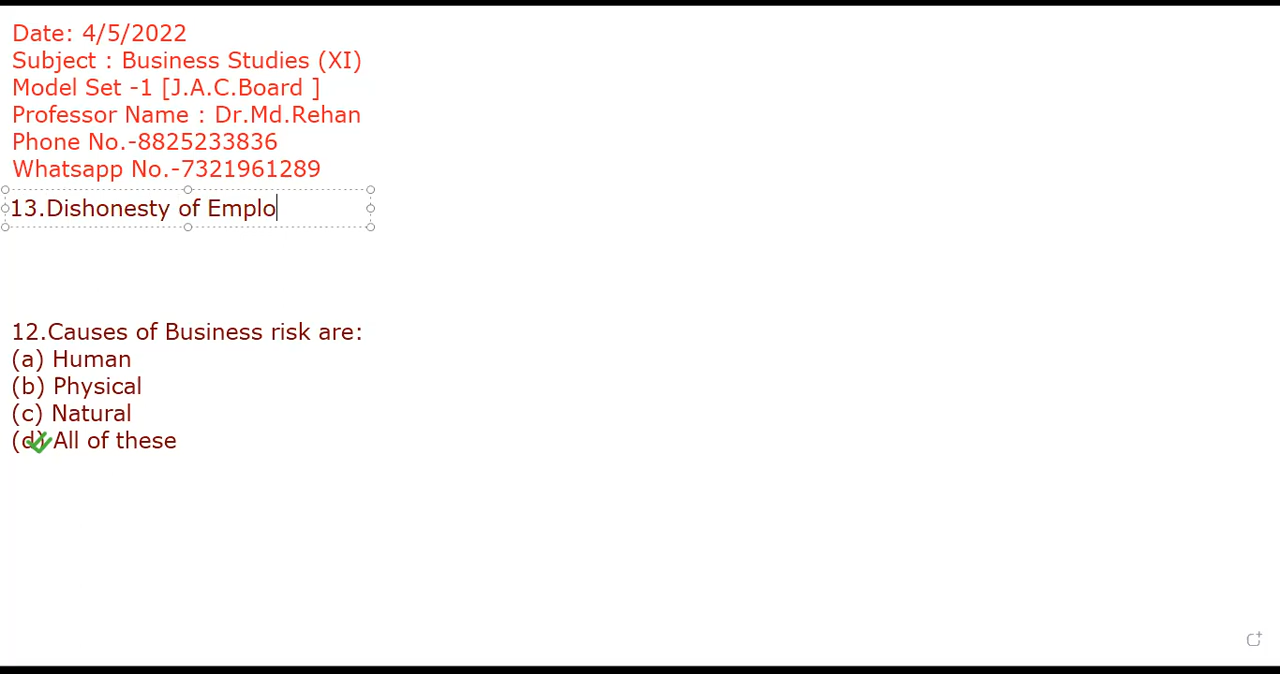 Date: 4/5/2022
Subject : Business Studies (XI)
Model Set -1 [J.A.C.Board ]
Professor Name : Dr.Md.Rehan
Phone No.-8825233836
Whatsapp No.-7321961289
13.Dishonesty of Emplo
12.Causes of Business risk are:
(a) Human
(b) Physical
(c) Natural
(d) All of these